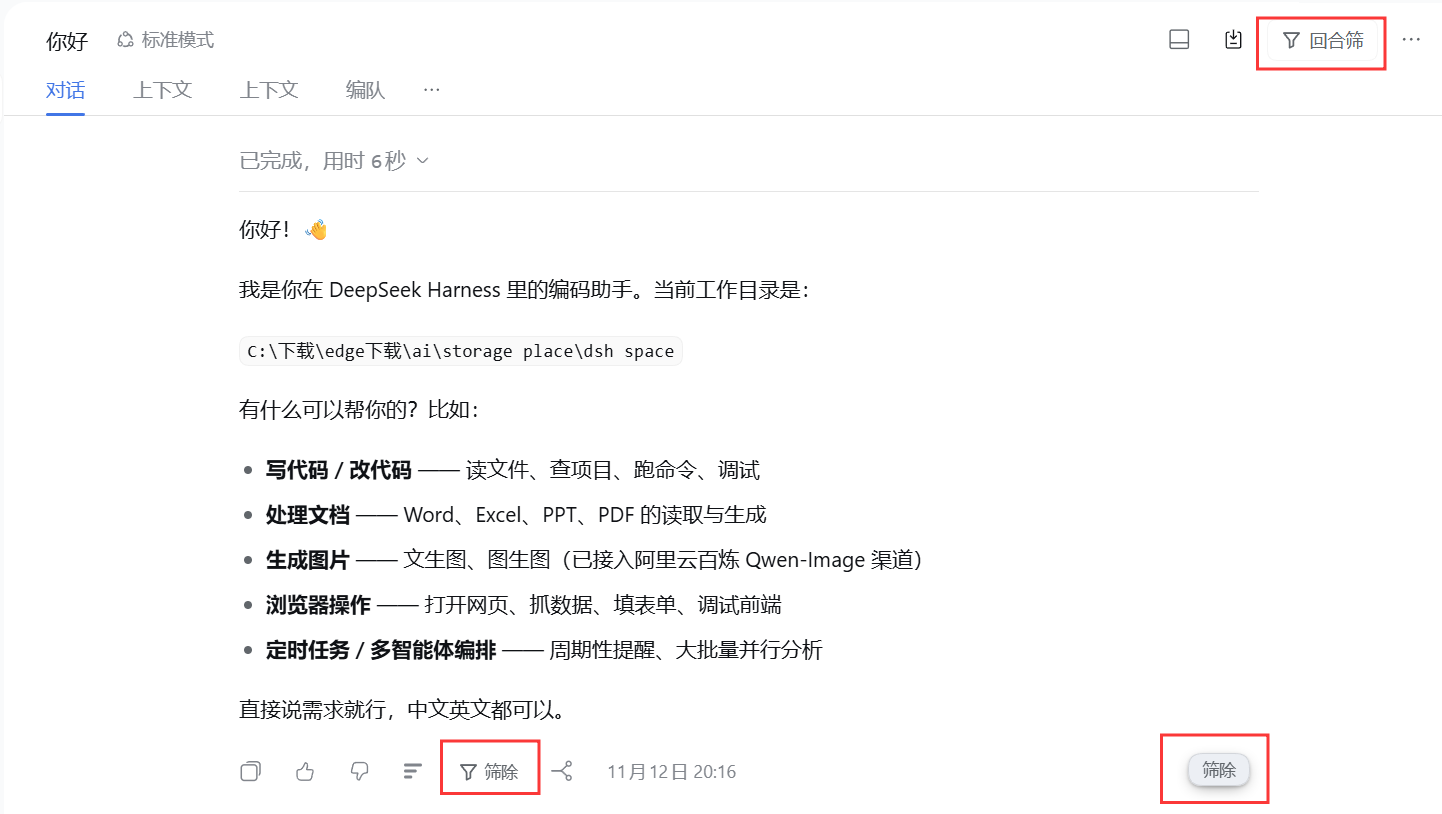 你好 标准模式 回合筛 ···
对话 上下文 上下文 编队 ···
已完成，用时 6秒
你好！👋
我是你在 DeepSeek Harness 里的编码助手。当前工作目录是：
C:\下载\edge下载\ai\storage place\dsh space
有什么可以帮你的？比如：
• 写代码 / 改代码 —— 读文件、查项目、跑命令、调试
• 处理文档 —— Word、Excel、PPT、PDF 的读取与生成
• 生成图片 —— 文生图、图生图（已接入阿里云百炼 Qwen-Image 渠道）
• 浏览器操作 —— 打开网页、抓数据、填表单、调试前端
• 定时任务 / 多智能体编排 —— 周期性提醒、大批量并行分析
直接说需求就行，中文英文都可以。
筛除 11月12日 20:16 筛除